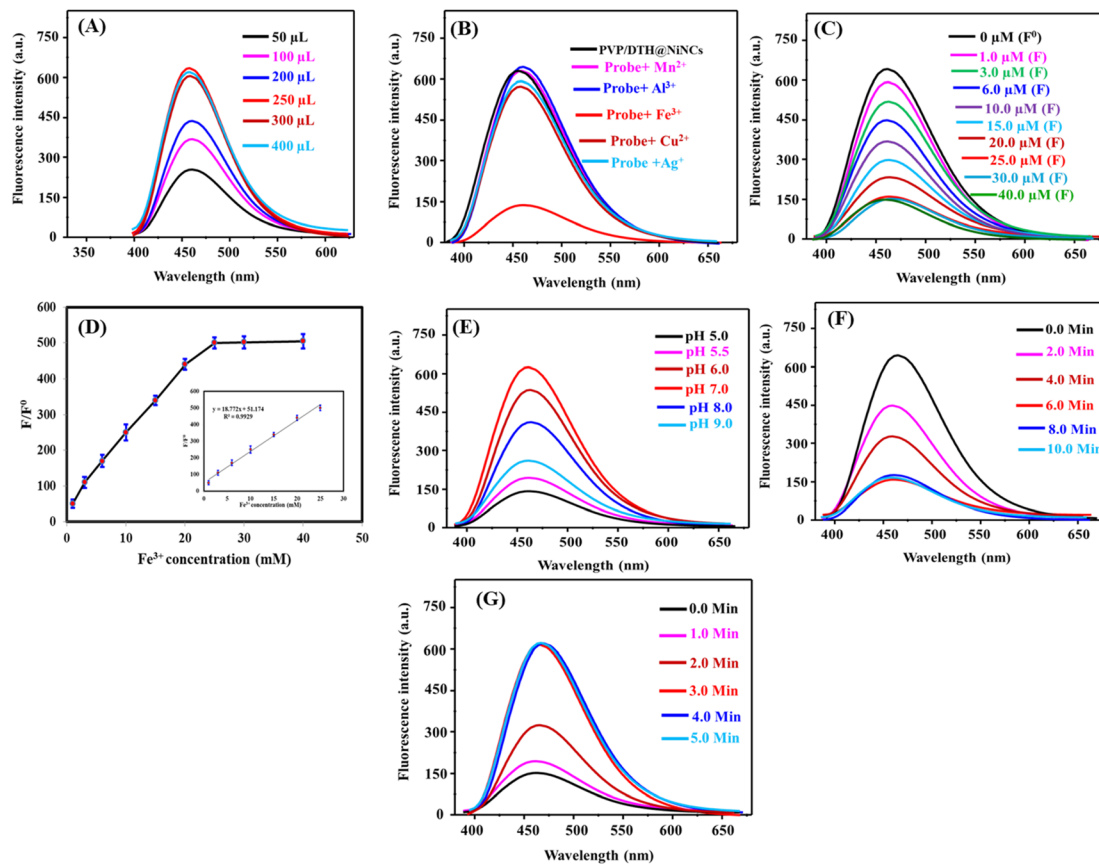 (A)
50 µL
100 µL
200 µL
250 µL
300 µL
400 µL
Fluorescence intensity (a.u.)
750
600
450
300
150
0
350 400 450 500 550 600
Wavelength (nm)
(B)
PVP/DTH@NiNCs
Probe+ Mn²⁺
Probe+ Al³⁺
Probe+ Fe³⁺
Probe+ Cu²⁺
Probe +Ag⁺
Fluorescence intensity (a.u.)
750
600
450
300
150
0
400 450 500 550 600 650
Wavelength (nm)
(C)
0 µM (F⁰)
1.0 µM (F)
3.0 µM (F)
6.0 µM (F)
10.0 µM (F)
15.0 µM (F)
20.0 µM (F)
25.0 µM (F)
30.0 µM (F)
40.0 µM (F)
Fluorescence intensity (a.u.)
750
600
450
300
150
0
400 450 500 550 600 650
Wavelength (nm)
(D)
F/F⁰
600
500
400
300
200
100
0
0 10 20 30 40 50
Fe³⁺ concentration (mM)
y = 18.772x + 51.174
R² = 0.9929
F/F⁰
600
500
400
300
200
100
0
0 10 20 30
Fe³⁺ concentration (mM)
(E)
pH 5.0
pH 5.5
pH 6.0
pH 7.0
pH 8.0
pH 9.0
Fluorescence intensity (a.u.)
750
600
450
300
150
0
400 450 500 550 600 650
Wavelength (nm)
(F)
0.0 Min
2.0 Min
4.0 Min
6.0 Min
8.0 Min
10.0 Min
Fluorescence intensity (a.u.)
750
600
450
300
150
0
400 450 500 550 600 650
Wavelength (nm)
(G)
0.0 Min
1.0 Min
2.0 Min
3.0 Min
4.0 Min
5.0 Min
Fluorescence intensity (a.u.)
750
600
450
300
150
0
400 450 500 550 600 650
Wavelength (nm)